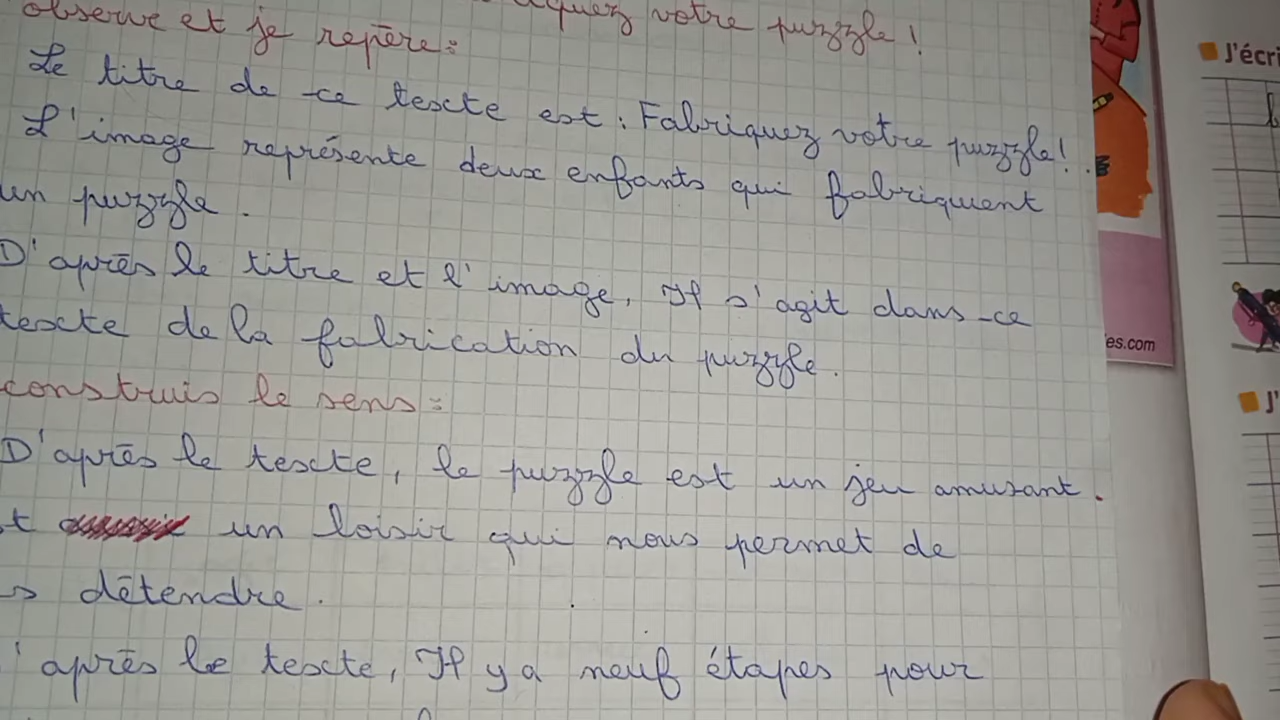 votre puzzle !
observe et je repère :
Le titre de ce texte est : Fabriquez votre puzzle !
L'image représente deux enfants qui fabriquent
un puzzle .
D'après le titre et l'image, Il s'agit dans ce
texte de la fabrication du puzzle .
construis le sens :
D'après le texte, le puzzle est un jeu amusant .
un loisir qui nous permet de
détendre .
après le texte, Il y a neuf étapes pour
J'écri
es.com
J'